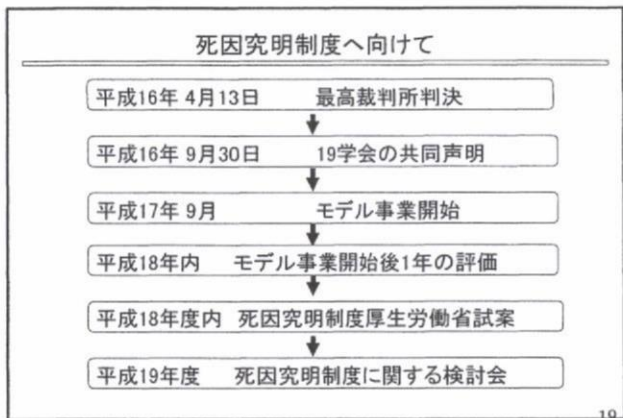 死因究明制度へ向けて
平成16年 4月13日 最高裁判所判決
平成16年 9月30日 19学会の共同声明
平成17年 9月 モデル事業開始
平成18年内 モデル事業開始後1年の評価
平成18年度内 死因究明制度厚生労働省試案
平成19年度 死因究明制度に関する検討会
19